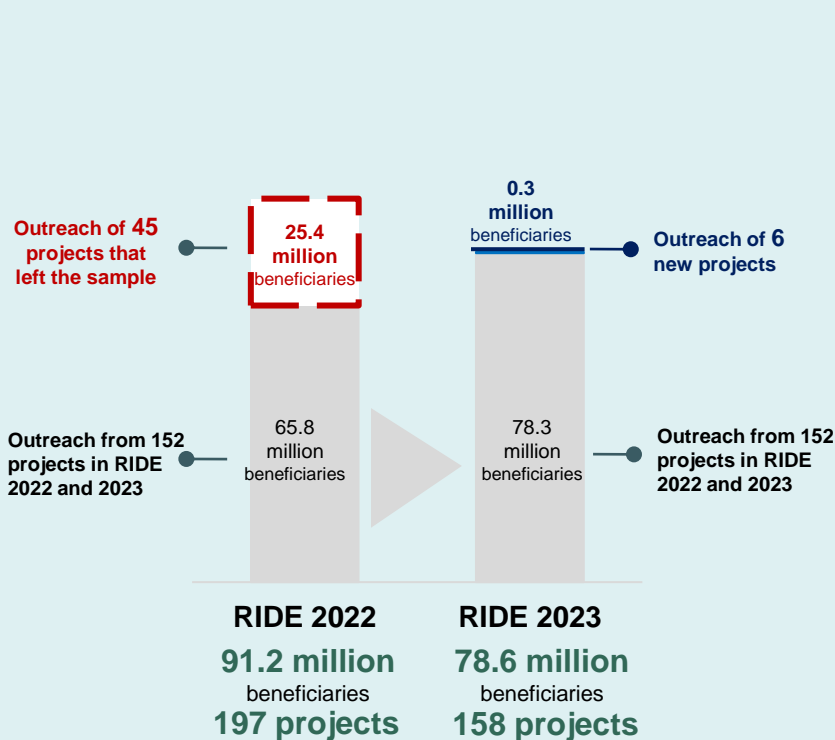 Outreach of 45
projects that
left the sample
25.4
million
beneficiaries
0.3
million
beneficiaries
Outreach of 6
new projects
Outreach from 152
projects in RIDE
2022 and 2023
65.8
million
beneficiaries
78.3
million
beneficiaries
Outreach from 152
projects in RIDE
2022 and 2023
RIDE 2022
91.2 million
beneficiaries
197 projects
RIDE 2023
78.6 million
beneficiaries
158 projects